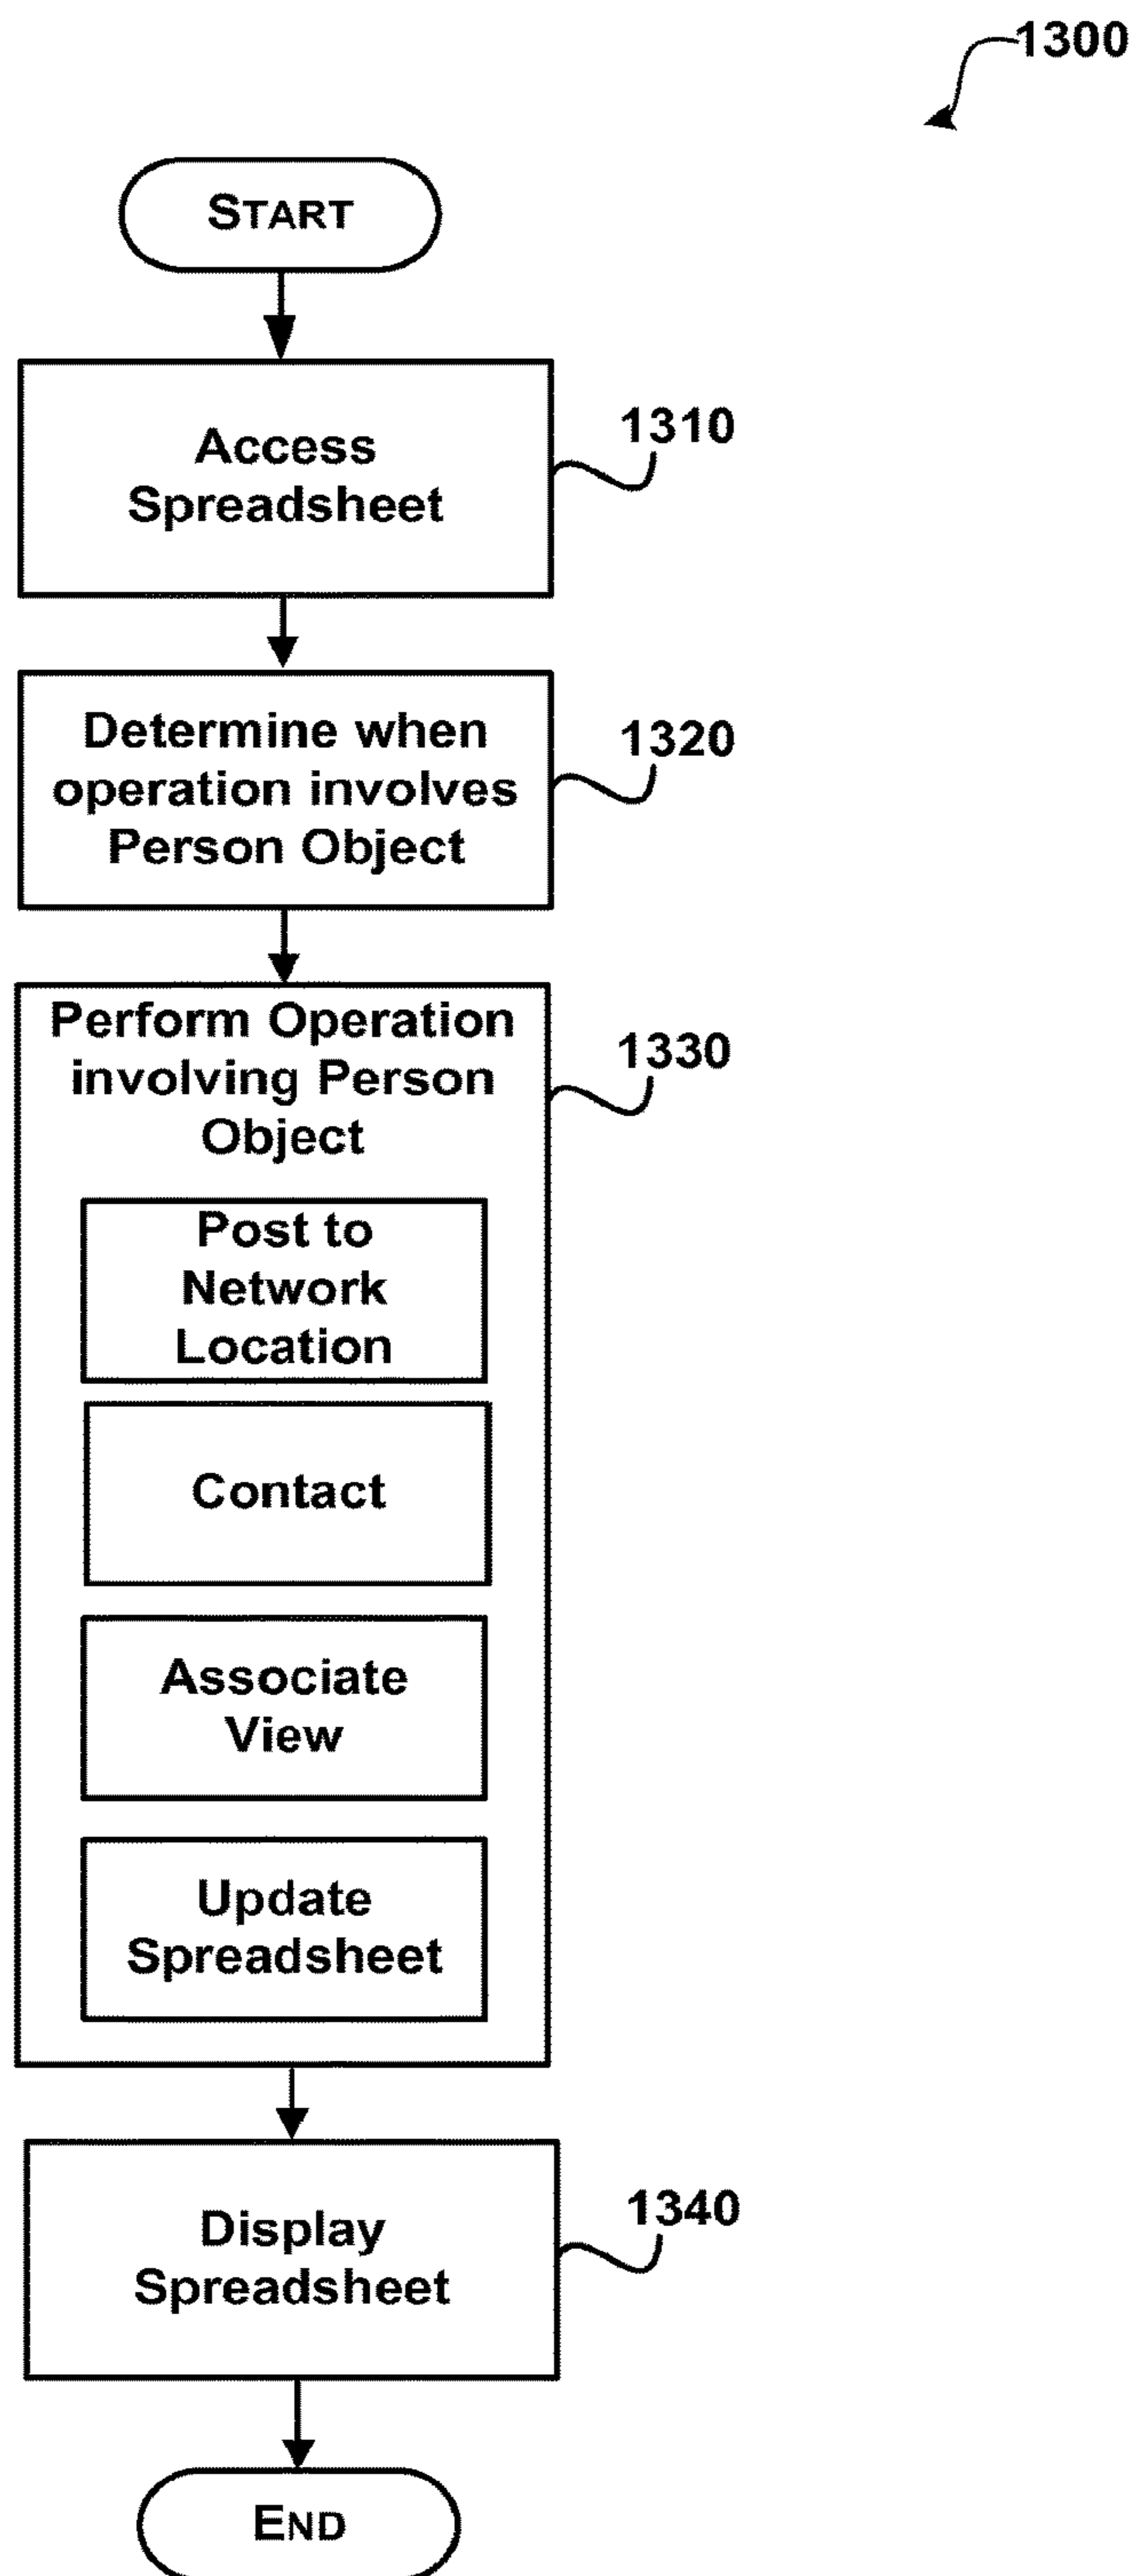 1300
START
Access
Spreadsheet
1310
Determine when
operation involves
Person Object
1320
Perform Operation
involving Person
Object
1330
Post to
Network
Location
Contact
Associate
View
Update
Spreadsheet
Display
Spreadsheet
1340
END